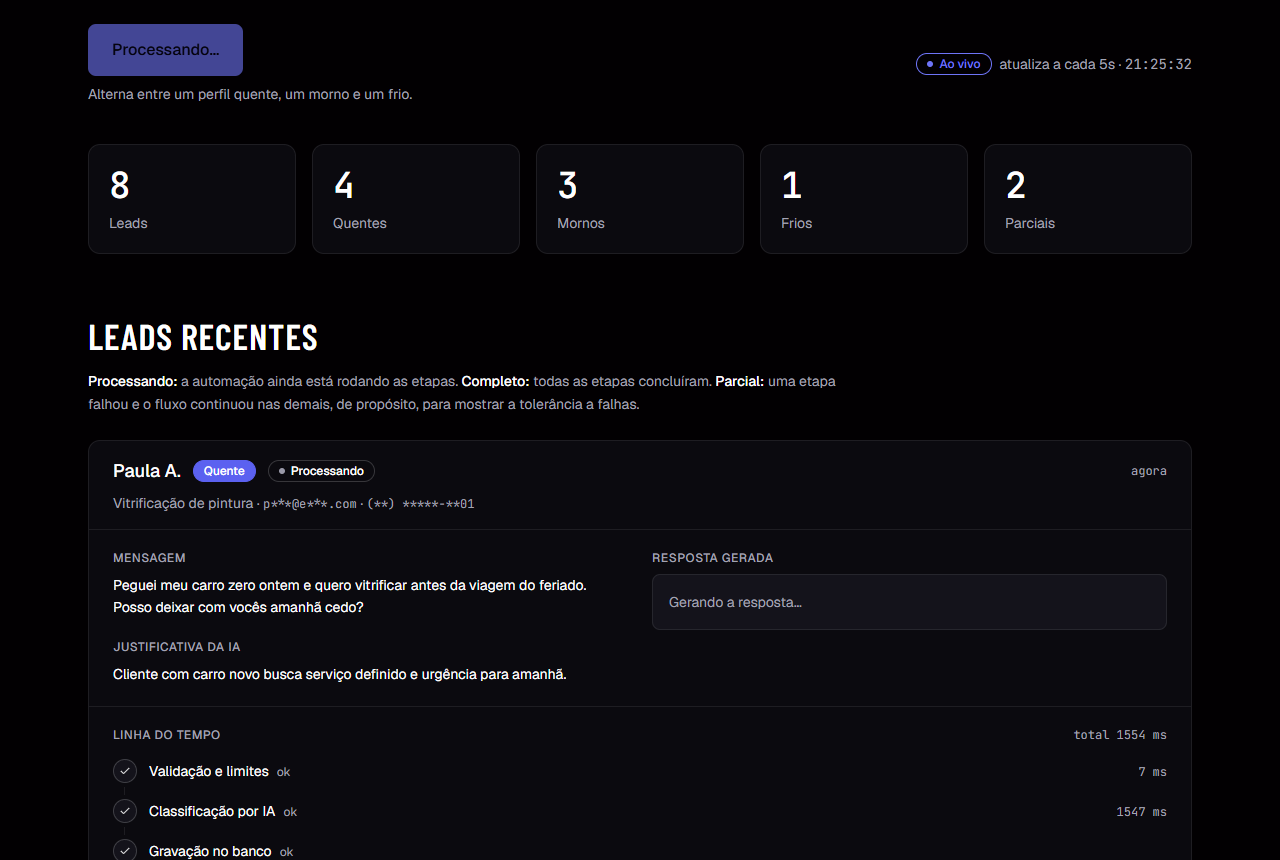 Processando...
Ao vivo atualiza a cada 5s · 21:25:32
Alterna entre um perfil quente, um morno e um frio.
8 4 3 1 2
Leads Quentes Mornos Frios Parciais
LEADS RECENTES
Processando: a automação ainda está rodando as etapas. Completo: todas as etapas concluíram. Parcial: uma etapa
falhou e o fluxo continuou nas demais, de propósito, para mostrar a tolerância a falhas.
Paula A. Quente Processando agora
Vitrificação de pintura · p***@e***.com · (**) *****-**01
MENSAGEM
Peguei meu carro zero ontem e quero vitrificar antes da viagem do feriado.
Posso deixar com vocês amanhã cedo?
JUSTIFICATIVA DA IA
Cliente com carro novo busca serviço definido e urgência para amanhã.
RESPOSTA GERADA
Gerando a resposta...
LINHA DO TEMPO total 1554 ms
Validação e limites ok 7 ms
Classificação por IA ok 1547 ms
Gravação no banco ok